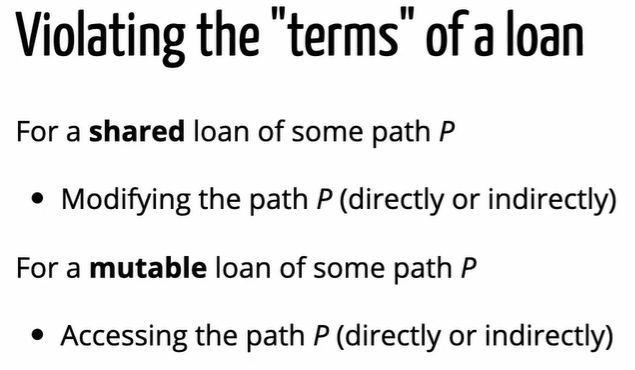 Violating the "terms" of a loan
For a shared loan of some path P
• Modifying the path P (directly or indirectly)
For a mutable loan of some path P
• Accessing the path P (directly or indirectly)